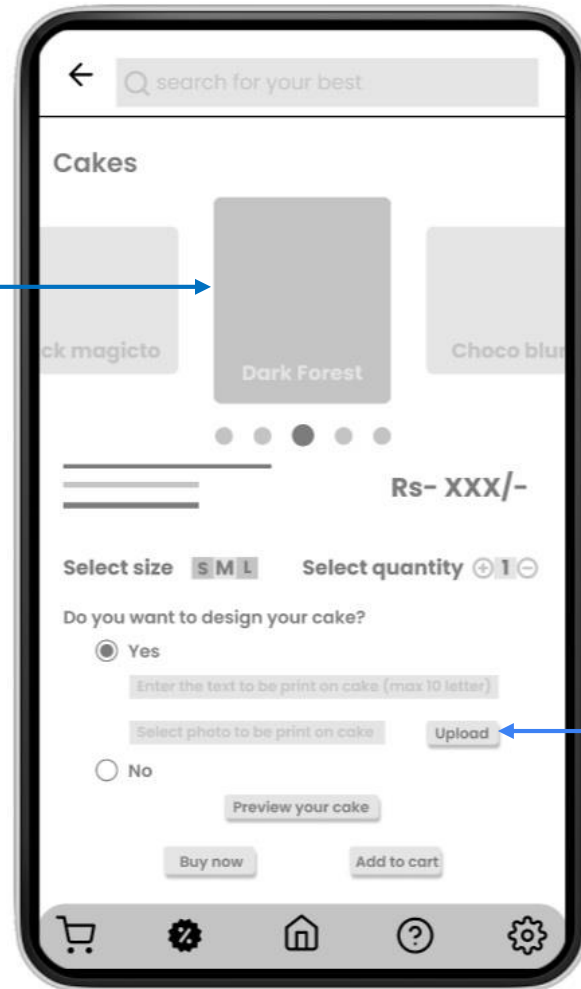 search for your best
Cakes
ck magicto
Dark Forest
Choco blur
Rs- XXX/-
Select size S M L Select quantity 1
Do you want to design your cake?
Yes
Enter the text to be print on cake (max 10 letter)
Select photo to be print on cake Upload
No
Preview your cake
Buy now Add to cart